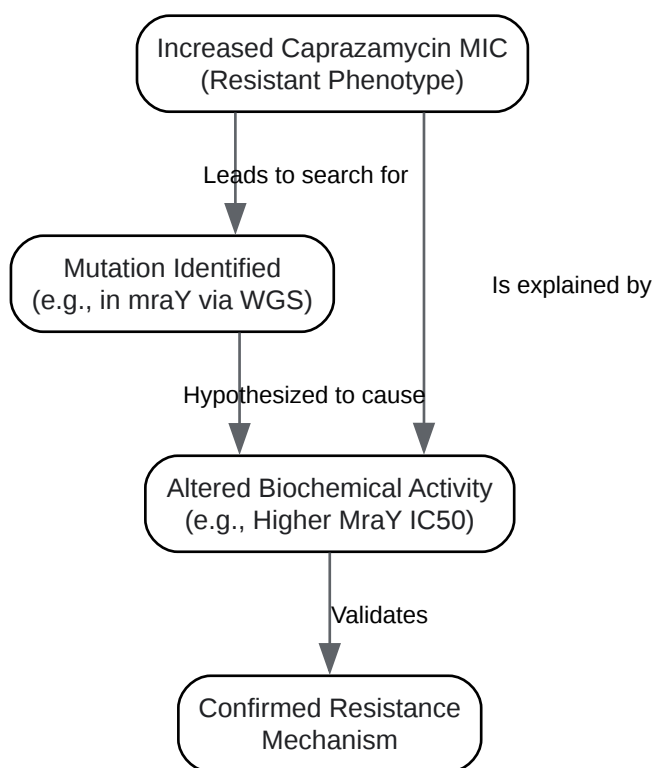 Increased Caprazamycin MIC
(Resistant Phenotype)
Leads to search for
Mutation Identified
(e.g., in mraY via WGS)
Is explained by
Hypothesized to cause
Altered Biochemical Activity
(e.g., Higher MraY IC50)
Validates
Confirmed Resistance
Mechanism